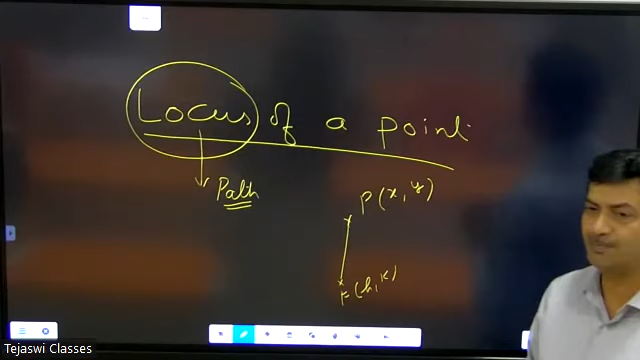 Locus of a point
Path
P(x, y)
(h, k)
Tejaswi Classes